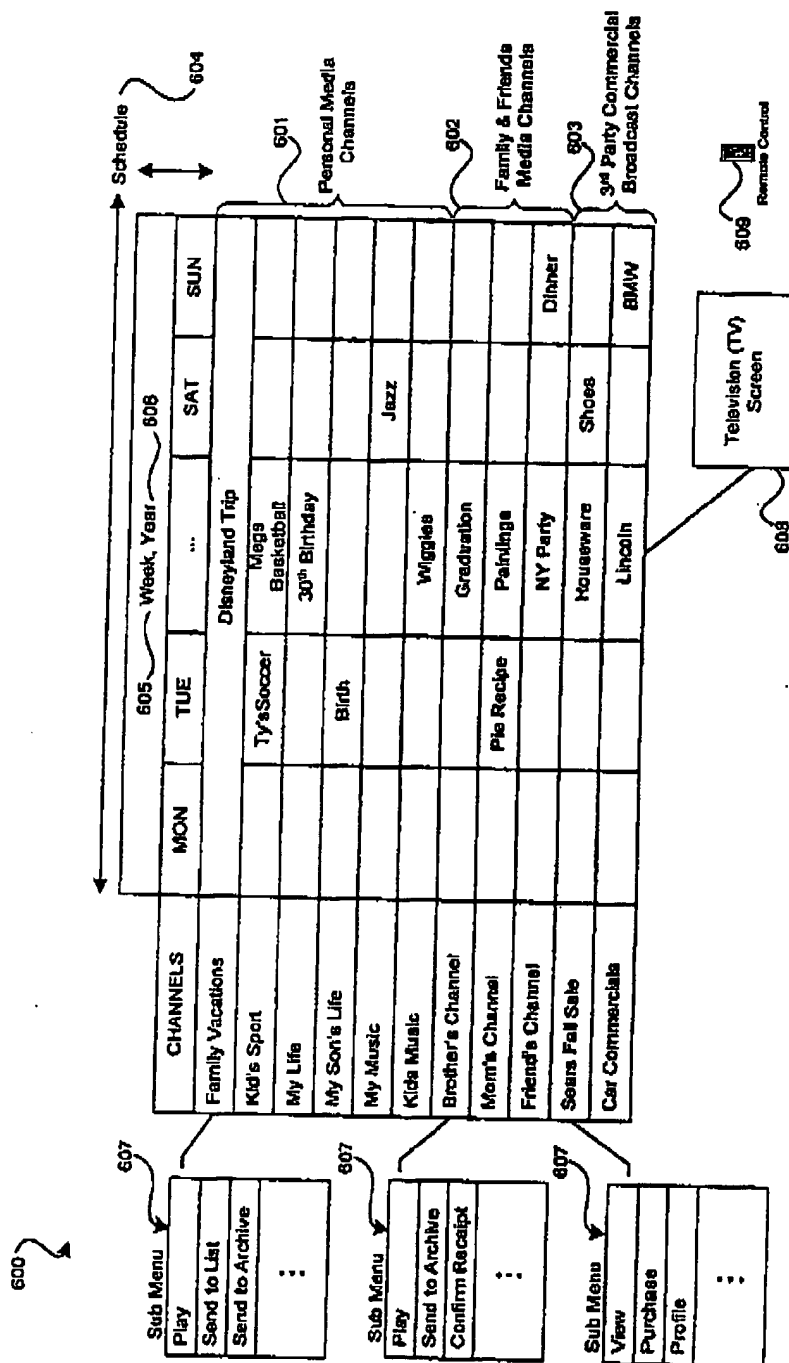 600
Schedule
604
605
Week, Year
606
CHANNELS
MON
TUE
...
SAT
SUN
Family Vacations
Disneyland Trip
Kid's Sport
Ty'sSoccer
Megs
Basketball
My Life
30th Birthday
My Son's Life
Birth
My Music
Jazz
Kids Music
Wiggles
Brother's Channel
Graduation
Mom's Channel
Pie Recipe
Paintings
Friend's Channel
NY Party
Dinner
Sears Fall Sale
Houseware
Shoes
Car Commercials
Lincoln
BMW
601
Personal Media
Channels
602
Family & Friends
Media Channels
603
3rd Party Commercial
Broadcast Channels
Sub Menu
607
Play
Send to List
Send to Archive
...
Sub Menu
607
Play
Send to Archive
Confirm Receipt
...
Sub Menu
607
View
Purchase
Profile
...
Television (TV)
Screen
608
609
Remote Control